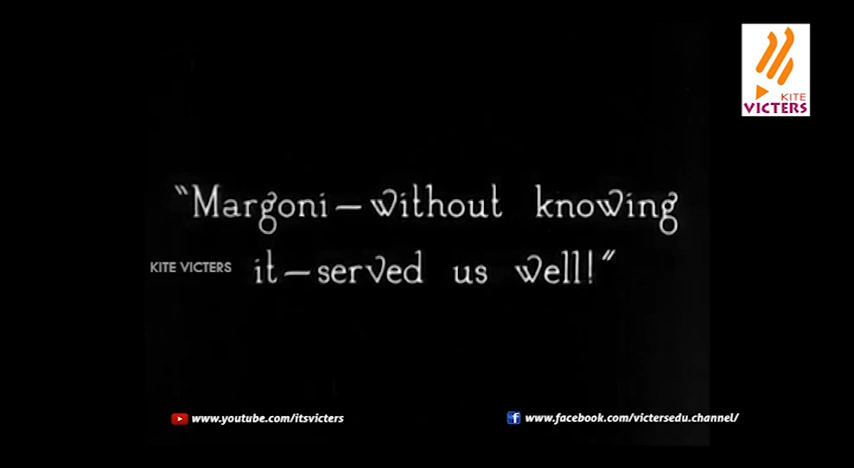 KITE
VICTERS
"Margoni — without knowing
KITE VICTERS
it — served us well!"
www.youtube.com/itsvicters
www.facebook.com/victersedu.channel/